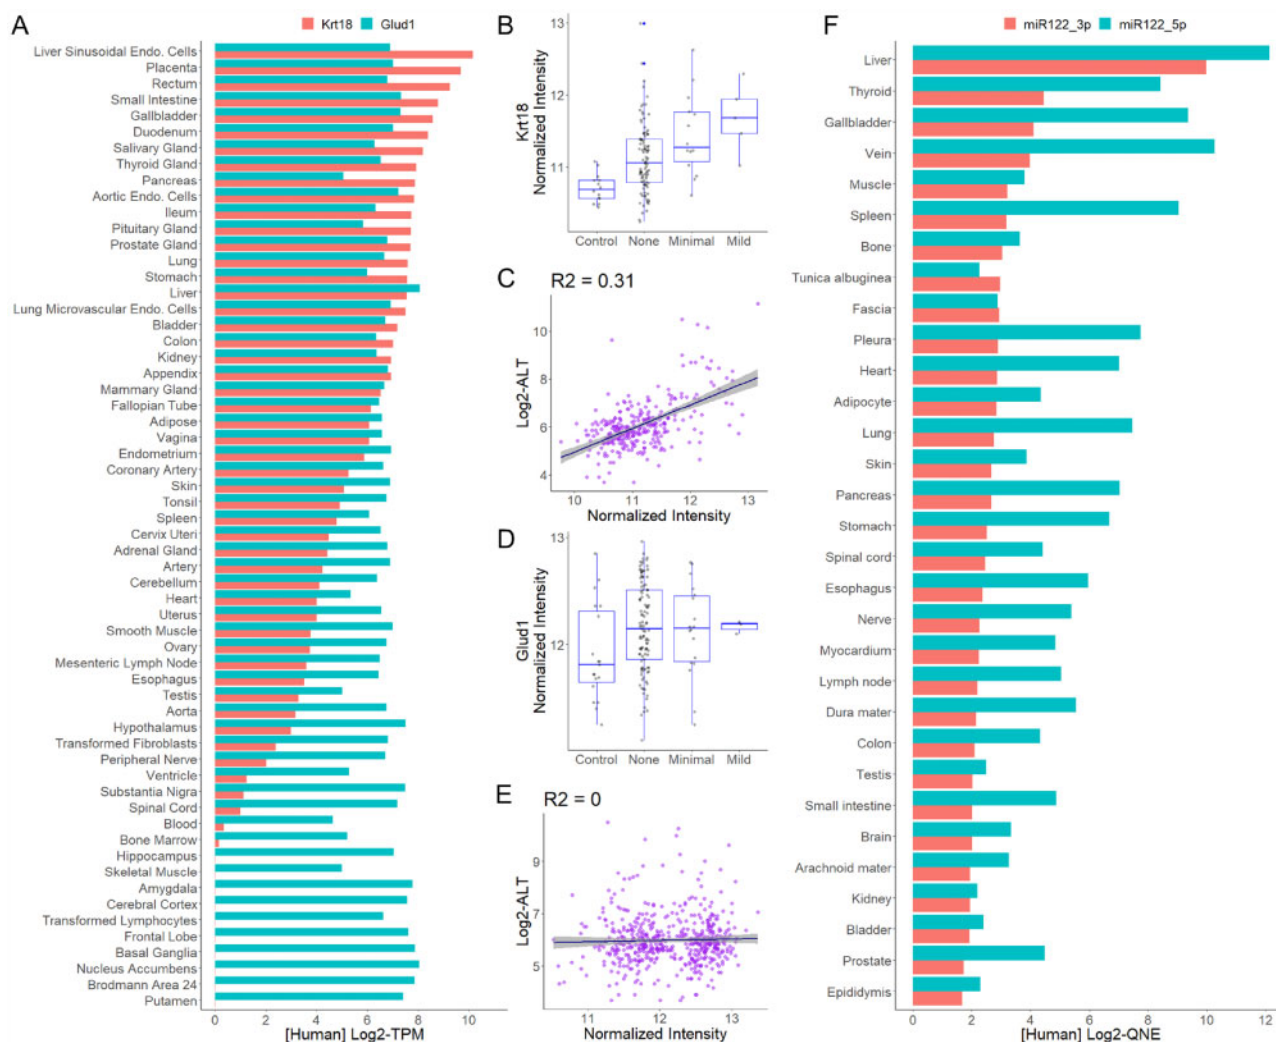 A
Krt18 Glud1
Liver Sinusoidal Endo. Cells
Placenta
Rectum
Small Intestine
Gallbladder
Duodenum
Salivary Gland
Thyroid Gland
Pancreas
Aortic Endo. Cells
Ileum
Pituitary Gland
Prostate Gland
Lung
Stomach
Liver
Lung Microvascular Endo. Cells
Bladder
Colon
Kidney
Appendix
Mammary Gland
Fallopian Tube
Adipose
Vagina
Endometrium
Coronary Artery
Skin
Tonsil
Spleen
Cervix Uteri
Adrenal Gland
Artery
Cerebellum
Heart
Uterus
Smooth Muscle
Ovary
Mesenteric Lymph Node
Esophagus
Testis
Aorta
Hypothalamus
Transformed Fibroblasts
Peripheral Nerve
Ventricle
Substantia Nigra
Spinal Cord
Blood
Bone Marrow
Hippocampus
Skeletal Muscle
Amygdala
Cerebral Cortex
Transformed Lymphocytes
Frontal Lobe
Basal Ganglia
Nucleus Accumbens
Brodmann Area 24
Putamen
0 2 4 6 8 10
[Human] Log2-TPM
B
Krt18
Normalized Intensity
13
12
11
Control None Minimal Mild
C
R2 = 0.31
Log2-ALT
10
8
6
4
10 11 12 13
Normalized Intensity
D
Glud1
Normalized Intensity
13
12
Control None Minimal Mild
E
R2 = 0
Log2-ALT
9
7
5
11 12 13
Normalized Intensity
F
miR122_3p miR122_5p
Liver
Thyroid
Gallbladder
Vein
Muscle
Spleen
Bone
Tunica albuginea
Fascia
Pleura
Heart
Adipocyte
Lung
Skin
Pancreas
Stomach
Spinal cord
Esophagus
Nerve
Myocardium
Lymph node
Dura mater
Colon
Testis
Small intestine
Brain
Arachnoid mater
Kidney
Bladder
Prostate
Epididymis
0 2 4 6 8 10 12
[Human] Log2-QNE